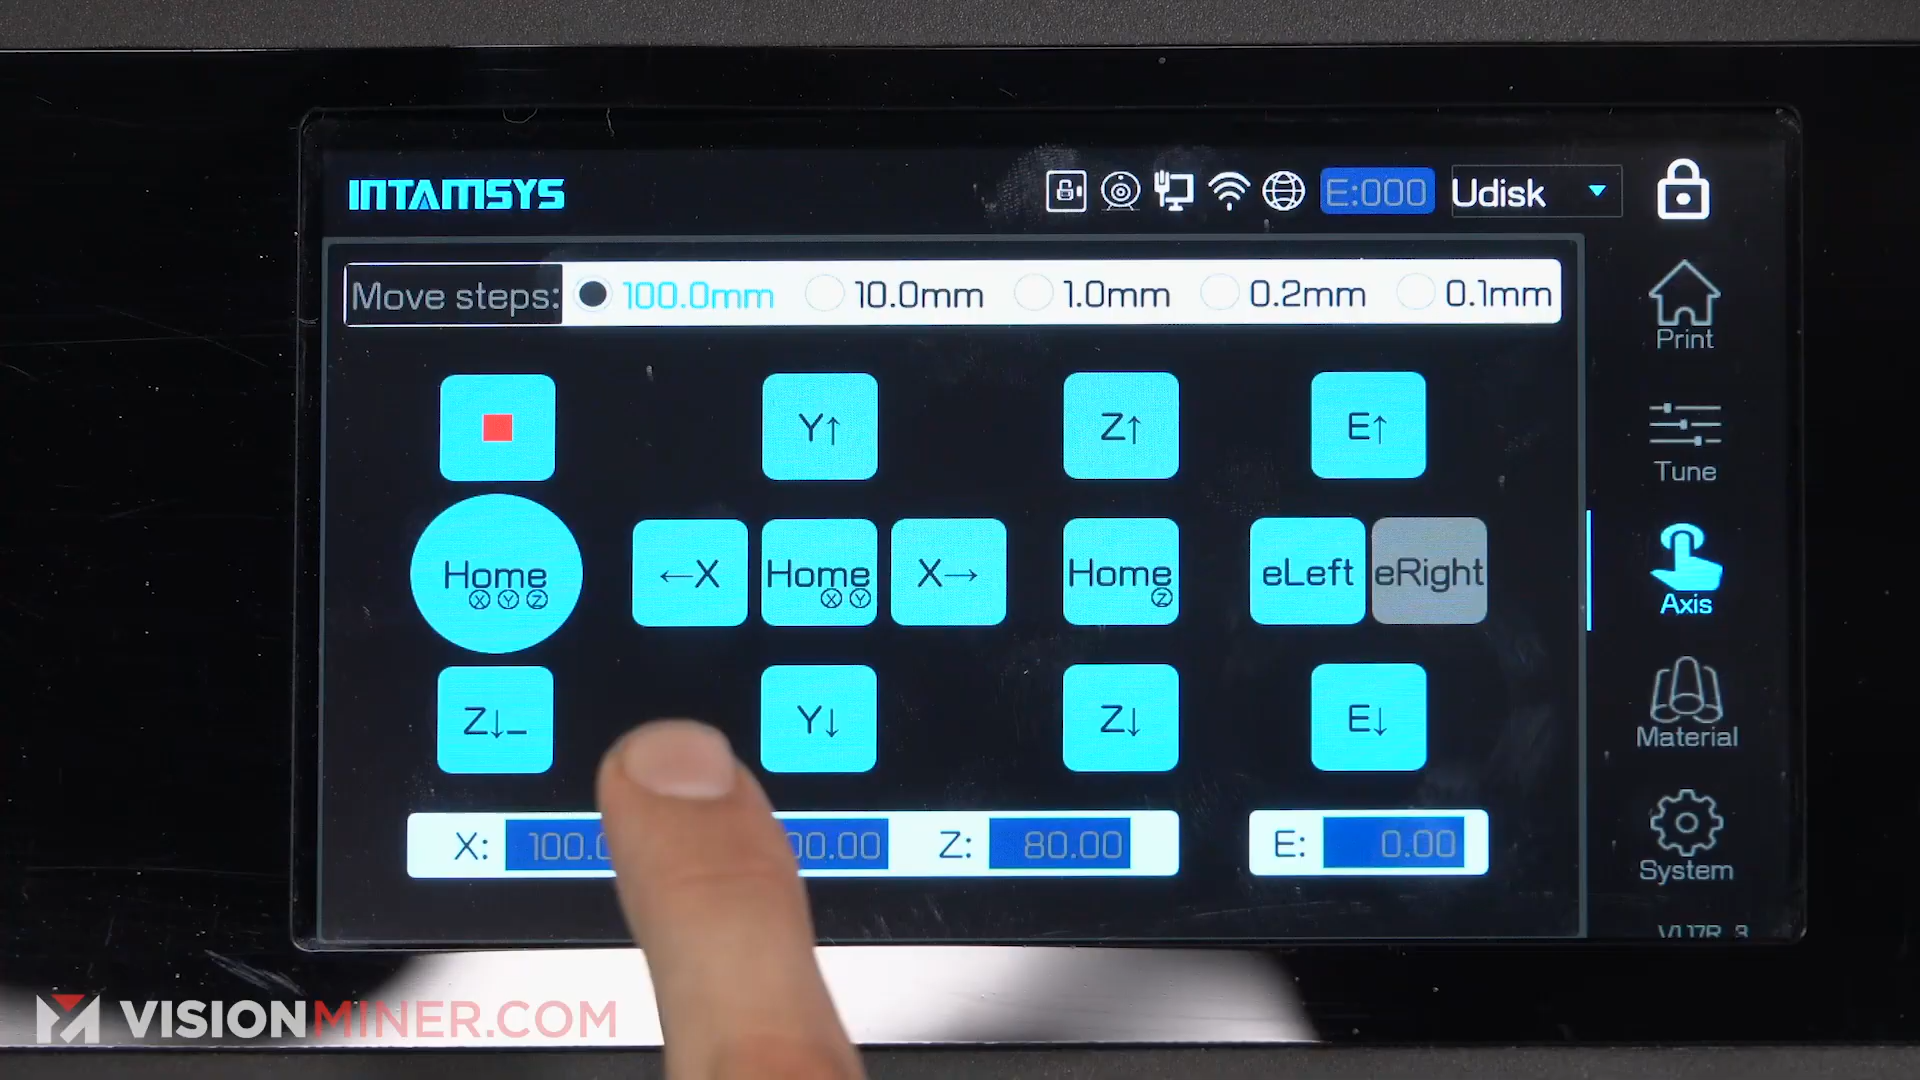 INTAMSYS E:000 Udisk
Move steps: 100.0mm 10.0mm 1.0mm 0.2mm 0.1mm
Print
Y↑ Z↑ E↑
Tune
Home ←X Home X→ Home eLeft eRight
X Y Z X Y Z
Axis
Z↓_ Y↓ Z↓ E↓
Material
X: Z: 80.00 E: 0.00
System
VISIONMINER.COM